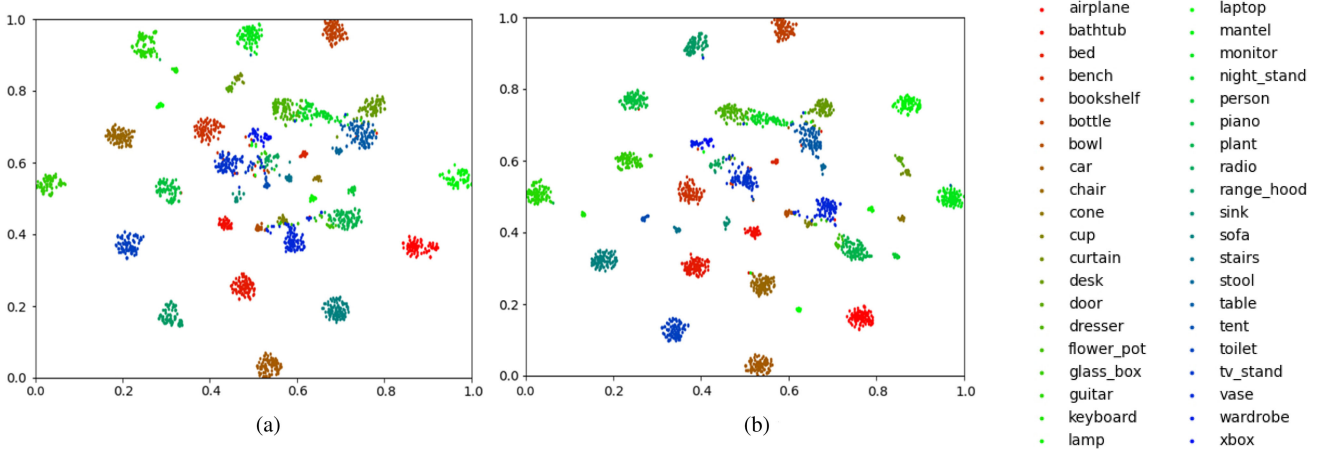 1.0
0.8
0.6
0.4
0.2
0.0
0.0 0.2 0.4 0.6 0.8 1.0
(a)
1.0
0.8
0.6
0.4
0.2
0.0
0.0 0.2 0.4 0.6 0.8 1.0
(b)
airplane
bathtub
bed
bench
bookshelf
bottle
bowl
car
chair
cone
cup
curtain
desk
door
dresser
flower_pot
glass_box
guitar
keyboard
lamp
laptop
mantel
monitor
night_stand
person
piano
plant
radio
range_hood
sink
sofa
stairs
stool
table
tent
toilet
tv_stand
vase
wardrobe
xbox